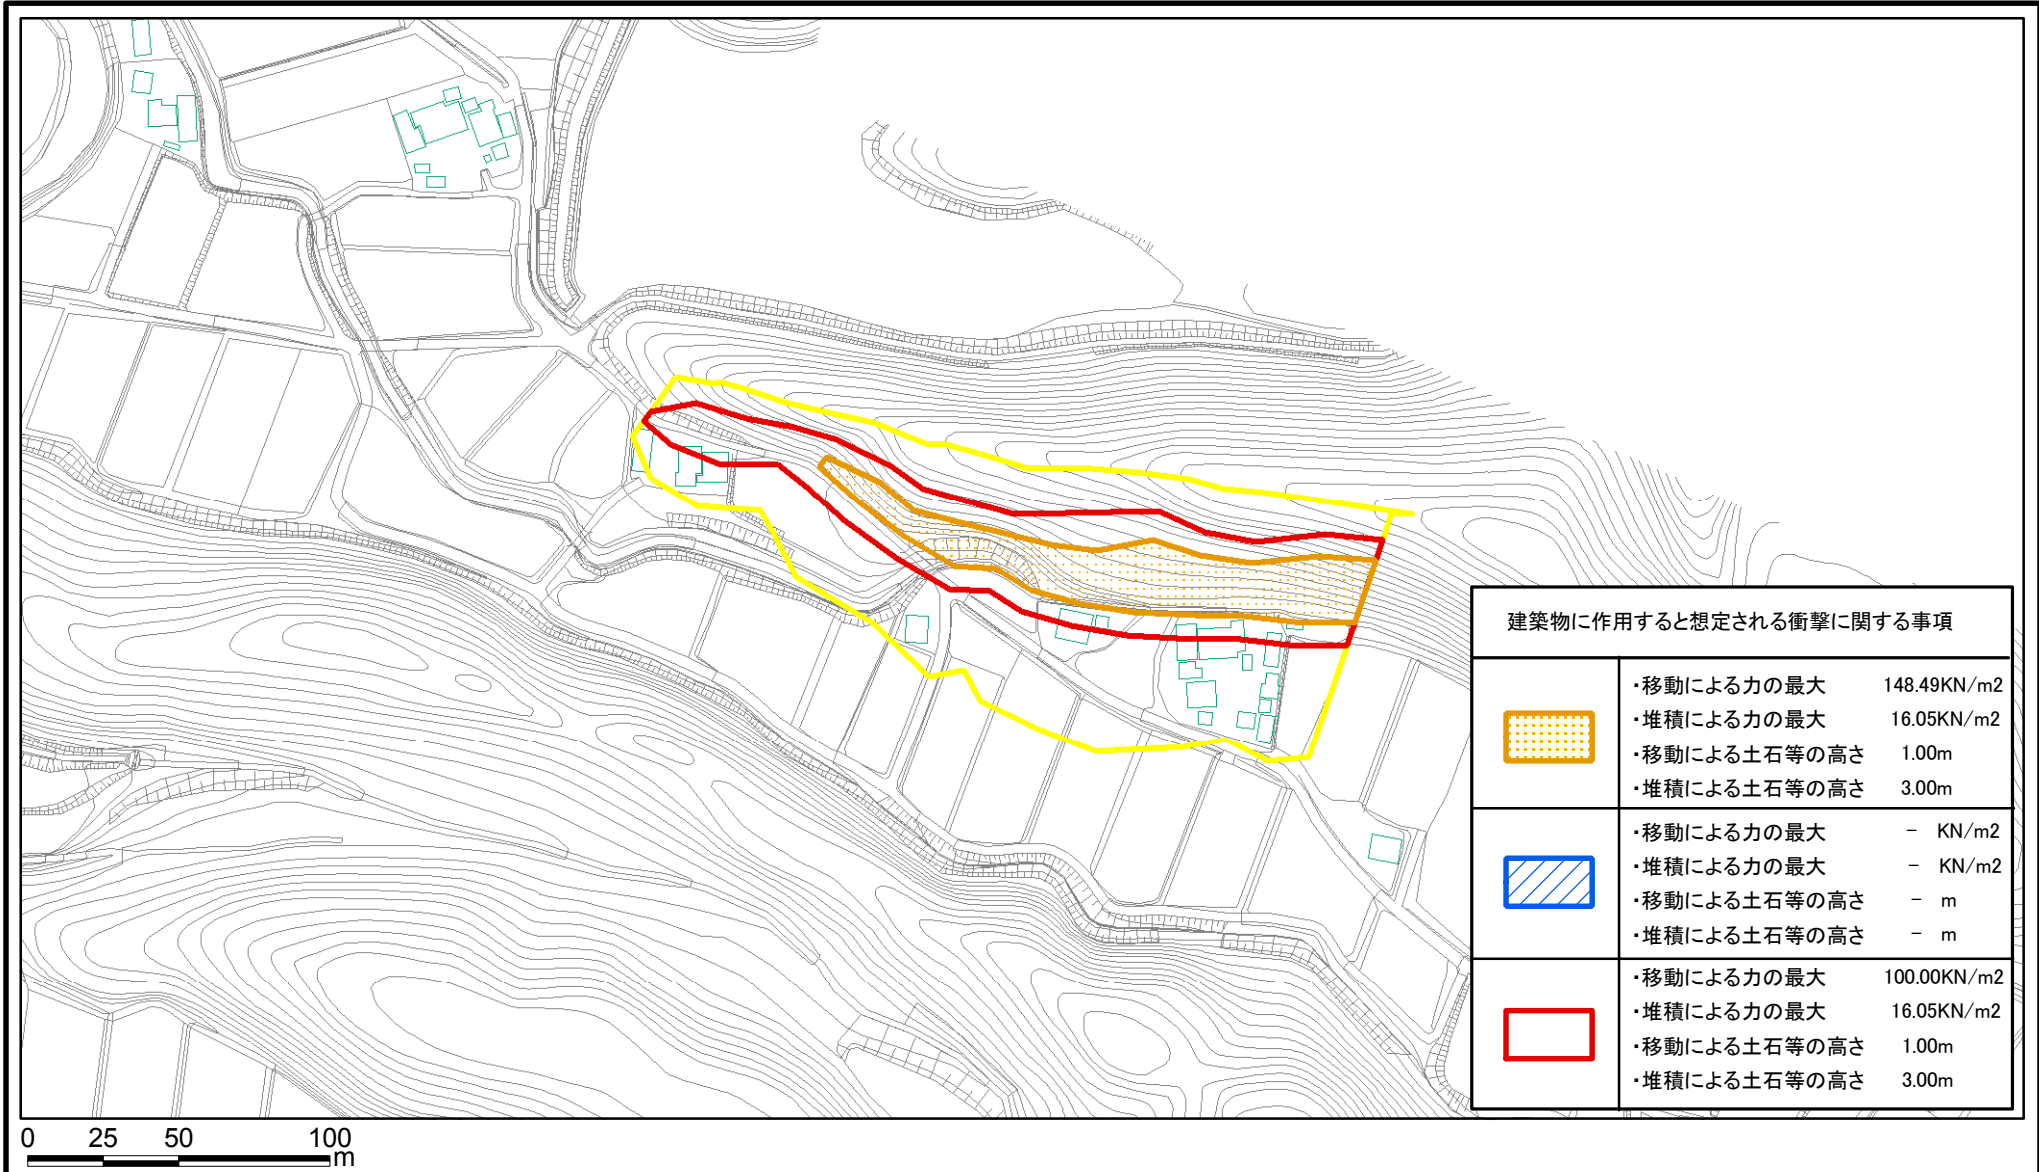 建築物に作用すると想定される衝撃に関する事項
・移動による力の最大 148.49KN/m2
・堆積による力の最大 16.05KN/m2
・移動による土石等の高さ 1.00m
・堆積による土石等の高さ 3.00m
・移動による力の最大 － KN/m2
・堆積による力の最大 － KN/m2
・移動による土石等の高さ － m
・堆積による土石等の高さ － m
・移動による力の最大 100.00KN/m2
・堆積による力の最大 16.05KN/m2
・移動による土石等の高さ 1.00m
・堆積による土石等の高さ 3.00m
0 25 50 100
m